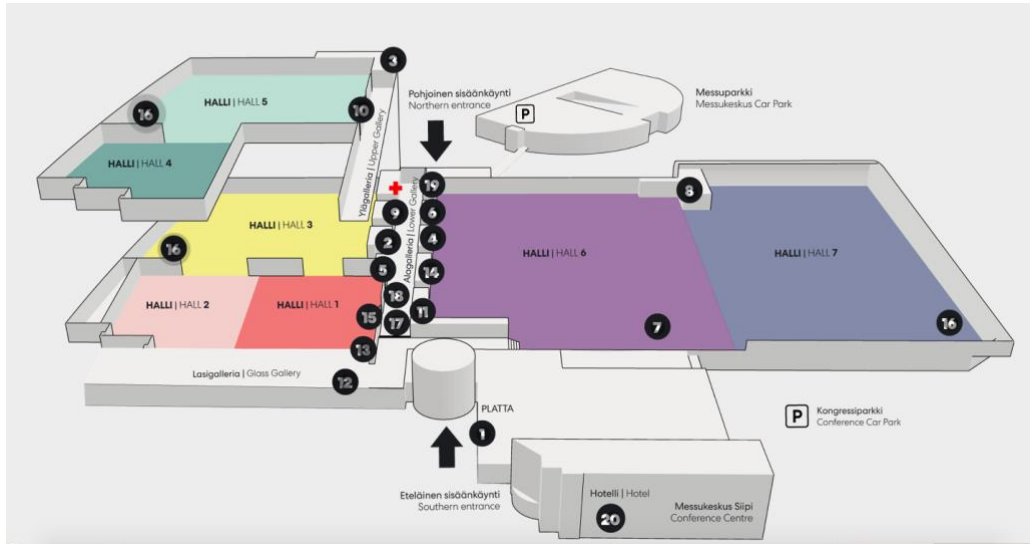 3
HALLI | HALL 5
16
10
HALLI | HALL 4
Pohjoinen sisäänkäynti
Northern entrance
P
Messuparkki
Messukeskus Car Park
Ylägalleria | Upper Gallery
Alagalleria | Lower Gallery
19
9
6
8
HALLI | HALL 3
2
4
16
5
14
HALLI | HALL 6
HALLI | HALL 7
18
11
HALLI | HALL 2
HALLI | HALL 1
15
17
7
16
13
Lasigalleria | Glass Gallery
12
PLATTA
1
P
Kongressiparkki
Conference Car Park
Eteläinen sisäänkäynti
Southern entrance
Hotelli | Hotel
20
Messukeskus Siipi
Conference Centre